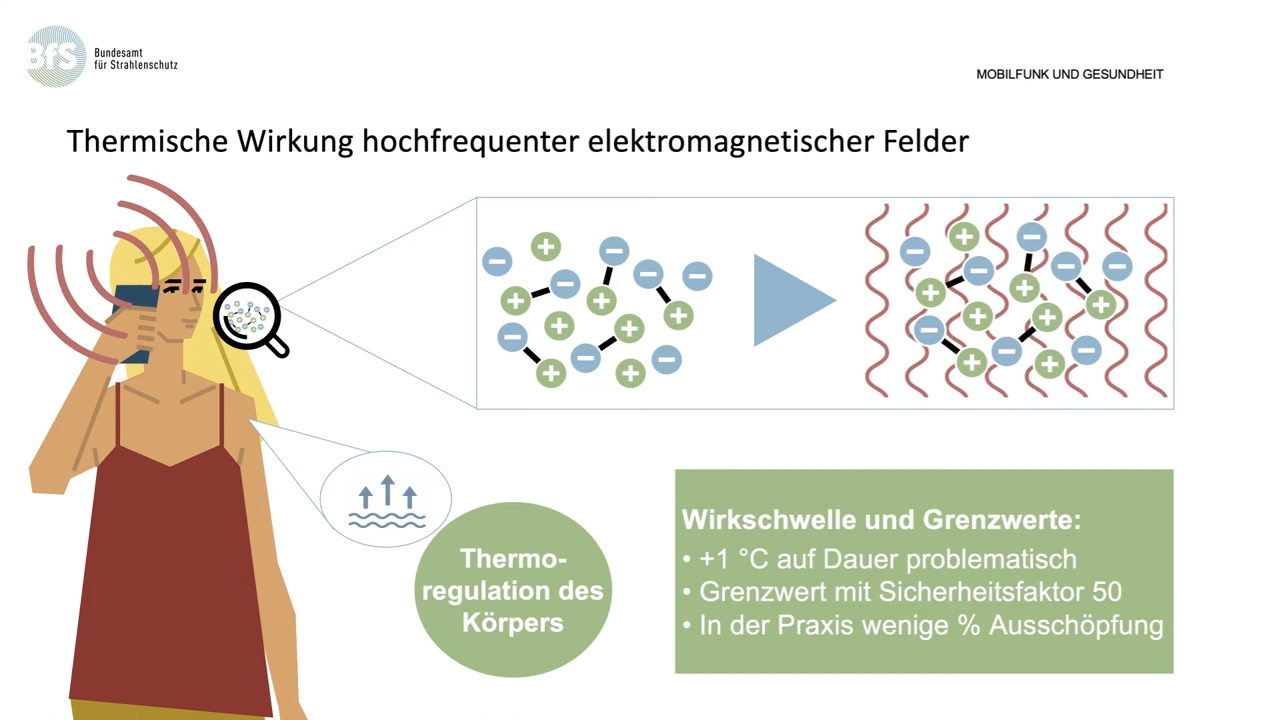 BfS
Bundesamt
für Strahlenschutz
MOBILFUNK UND GESUNDHEIT
Thermische Wirkung hochfrequenter elektromagnetischer Felder
Thermo-
regulation des
Körpers
Wirkschwelle und Grenzwerte:
• +1 °C auf Dauer problematisch
• Grenzwert mit Sicherheitsfaktor 50
• In der Praxis wenige % Ausschöpfung